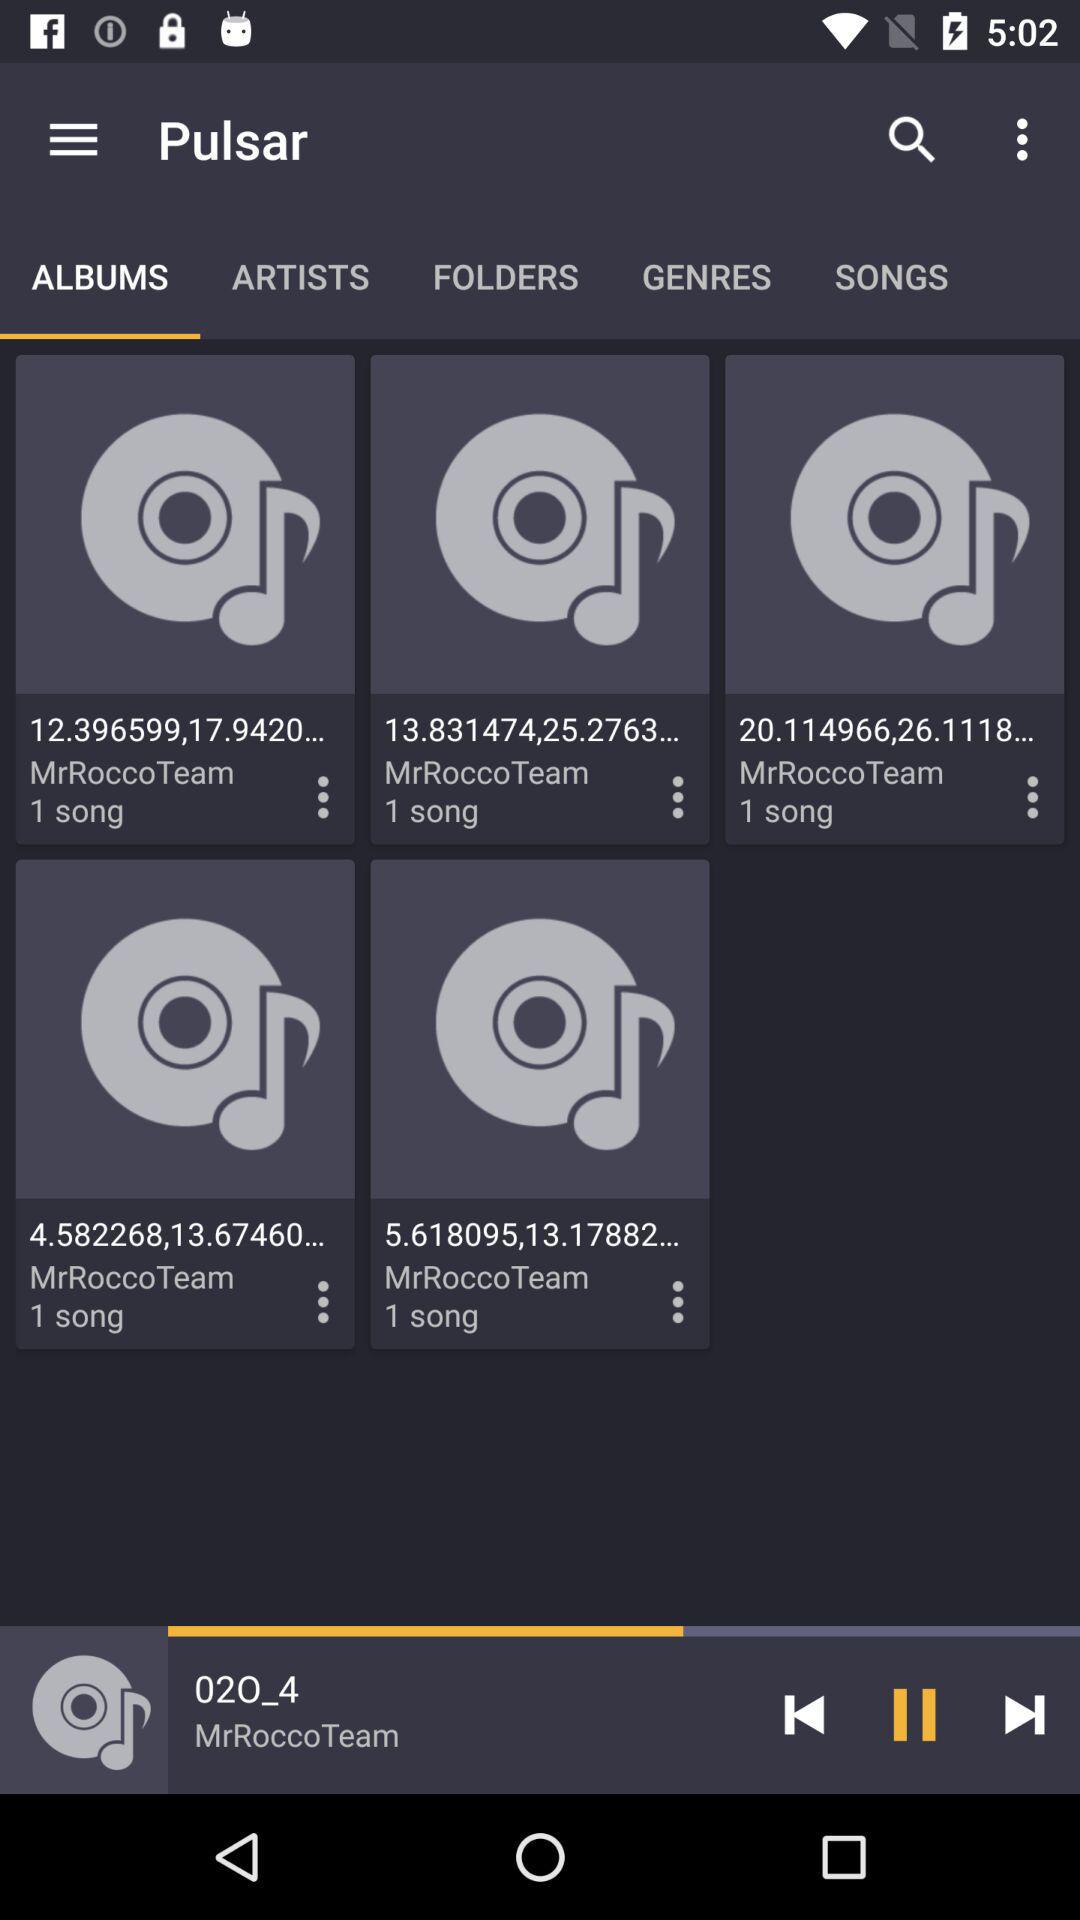 5:02
Pulsar
ALBUMS ARTISTS FOLDERS GENRES SONGS
12.396599,17.9420...
MrRoccoTeam
1 song
13.831474,25.2763...
MrRoccoTeam
1 song
20.114966,26.1118...
MrRoccoTeam
1 song
4.582268,13.67460...
MrRoccoTeam
1 song
5.618095,13.17882...
MrRoccoTeam
1 song
02O_4
MrRoccoTeam